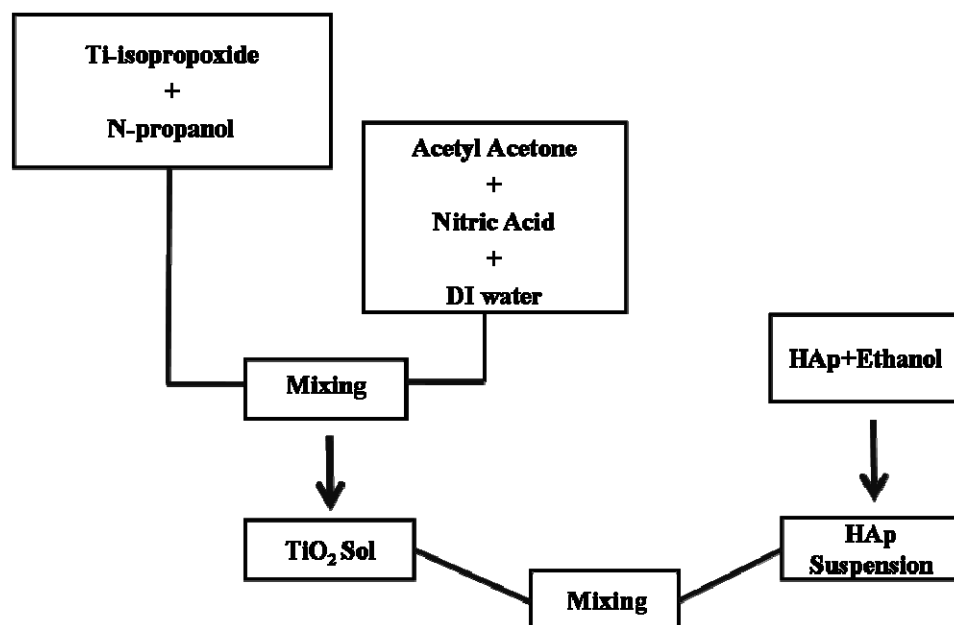 Ti-isopropoxide
+
N-propanol
Acetyl Acetone
+
Nitric Acid
+
DI water
HAp+Ethanol
Mixing
TiO₂ Sol
HAp
Suspension
Mixing